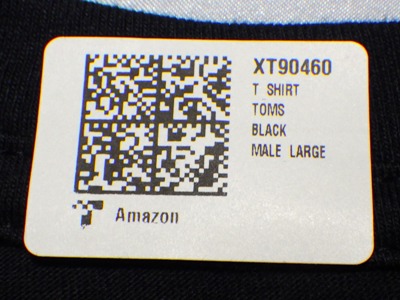 XT90460
T SHIRT
TOMS
BLACK
MALE LARGE
Amazon